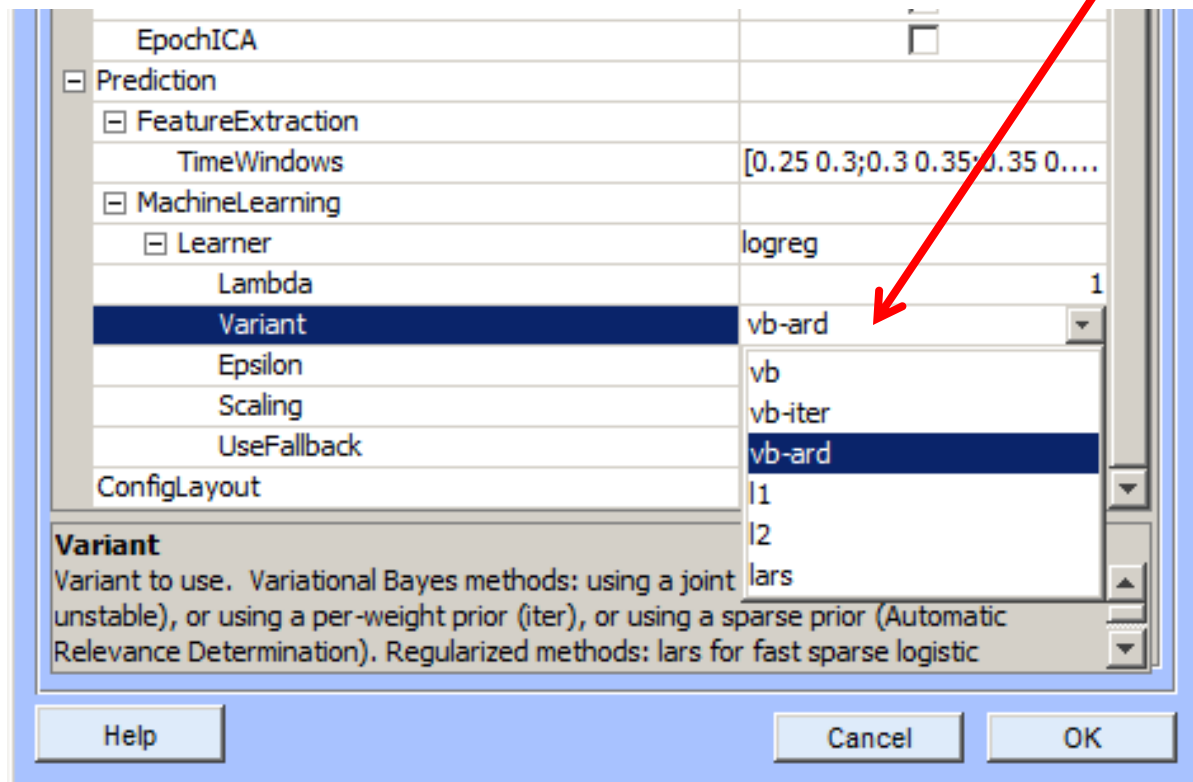 EpochICA
Prediction
FeatureExtraction
TimeWindows [0.25 0.3;0.3 0.35;0.35 0....
MachineLearning
Learner logreg
Lambda 1
Variant vb-ard
Epsilon vb
Scaling vb-iter
UseFallback vb-ard
ConfigLayout l1
l2
lars
Variant
Variant to use. Variational Bayes methods: using a joint
unstable), or using a per-weight prior (iter), or using a sparse prior (Automatic
Relevance Determination). Regularized methods: lars for fast sparse logistic
Help Cancel OK